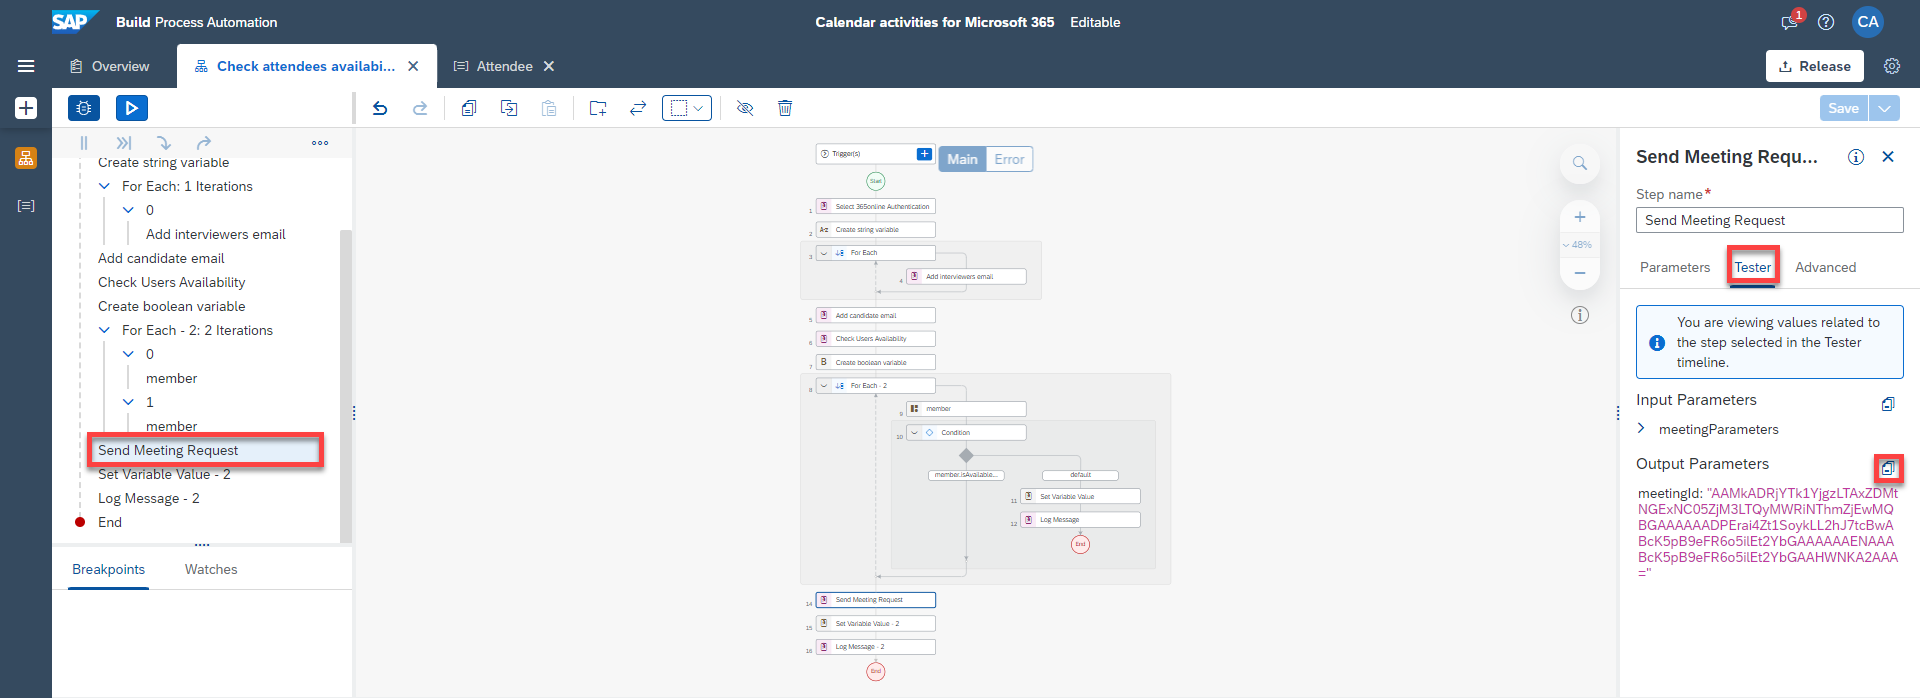 SAP
Build Process Automation
Calendar activities for Microsoft 365 Editable
1
CA
Overview
Check attendees availabi...
Attendee
Release
Save
Create string variable
For Each: 1 Iterations
0
Add interviewers email
Add candidate email
Check Users Availability
Create boolean variable
For Each - 2: 2 Iterations
0
member
1
member
Send Meeting Request
Set Variable Value - 2
Log Message - 2
End
Breakpoints
Watches
Trigger(s)
Main
Error
Start
1 Select 365online Authentication
2 Create string variable
3 For Each
4 Add interviewers email
5 Add candidate email
6 Check Users Availability
7 B Create boolean variable
8 For Each - 2
9 member
10 Condition
member.isAvailable...
default
11 Set Variable Value
12 Log Message
End
14 Send Meeting Request
15 Set Variable Value - 2
16 Log Message - 2
End
48%
Send Meeting Requ...
Step name*
Send Meeting Request
Parameters
Tester
Advanced
You are viewing values related to
the step selected in the Tester
timeline.
Input Parameters
meetingParameters
Output Parameters
meetingId: "AAMkADRjYTk1YjgzLTAxZDMt
NGExNC05ZjM3LTQyMWRiNThmZjEwMQ
BGAAAAAADPErai4Zt1SoykLL2hJ7tcBwA
BcK5pB9eFR6o5ilEt2YbGAAAAAAENAAA
BcK5pB9eFR6o5ilEt2YbGAAHWNKA2AAA
="